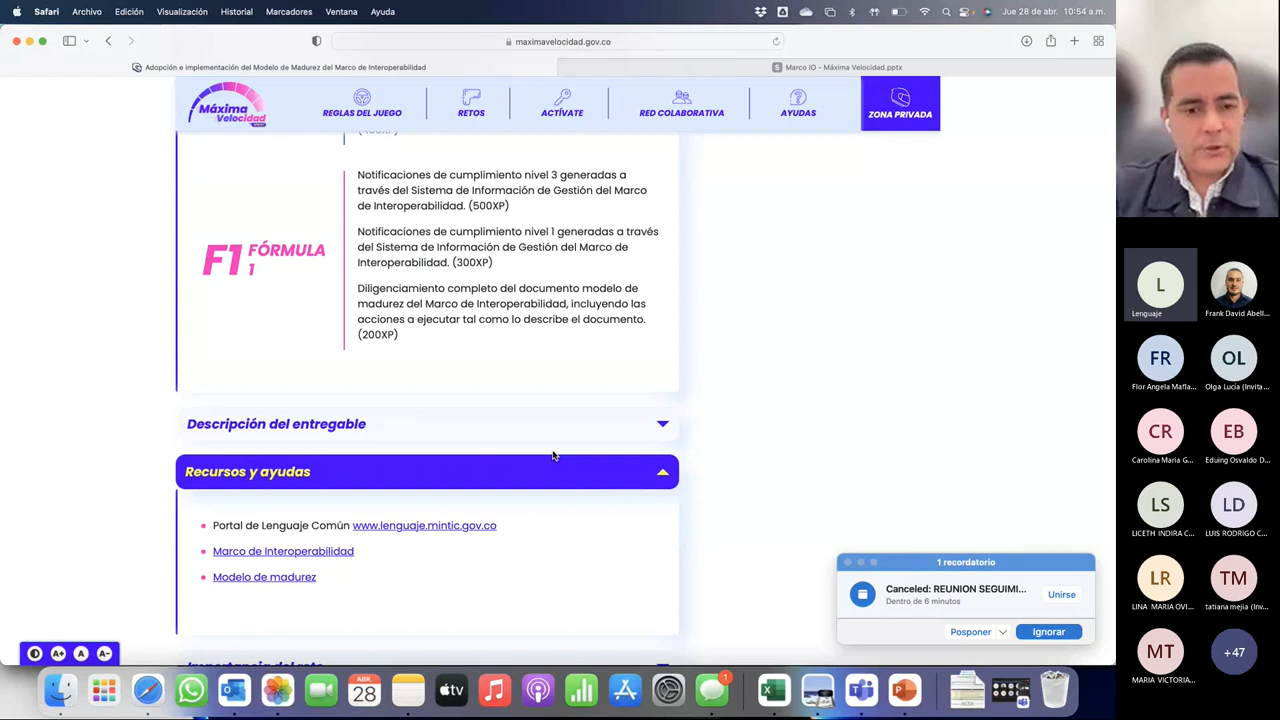 Safari Archivo Edición Visualización Historial Marcadores Ventana Ayuda
Jue 28 de abr. 10:54 a.m.
maximavelocidad.gov.co
Adopción e implementación del Modelo de Madurez del Marco de Interoperabilidad
S Marco IO - Máxima Velocidad.pptx
Máxima
Velocidad
REGLAS DEL JUEGO
RETOS
ACTÍVATE
RED COLABORATIVA
AYUDAS
ZONA PRIVADA
Notificaciones de cumplimiento nivel 3 generadas a
través del Sistema de Información de Gestión del Marco
de Interoperabilidad. (500XP)
Notificaciones de cumplimiento nivel 1 generadas a través
del Sistema de Información de Gestión del Marco de
Interoperabilidad. (300XP)
F1 FÓRMULA
1
Diligenciamiento completo del documento modelo de
madurez del Marco de Interoperabilidad, incluyendo las
acciones a ejecutar tal como lo describe el documento.
(200XP)
Descripción del entregable
Recursos y ayudas
Portal de Lenguaje Común www.lenguaje.mintic.gov.co
Marco de Interoperabilidad
Modelo de madurez
Importancia del reto
A+ A A-
1 recordatorio
Canceled: REUNION SEGUIMI...
Dentro de 6 minutos
Unirse
Posponer
Ignorar
ABR.
28
tv
1
L
Lenguaje
Frank David Abell...
FR
Flor Angela Mafla...
OL
Olga Lucía (Invita...
CR
Carolina Maria G...
EB
Eduing Osvaldo D...
LS
LICETH INDIRA C...
LD
LUIS RODRIGO C...
LR
LINA MARIA OVI...
TM
tatiana mejia (Inv...
MT
MARIA VICTORIA...
+47